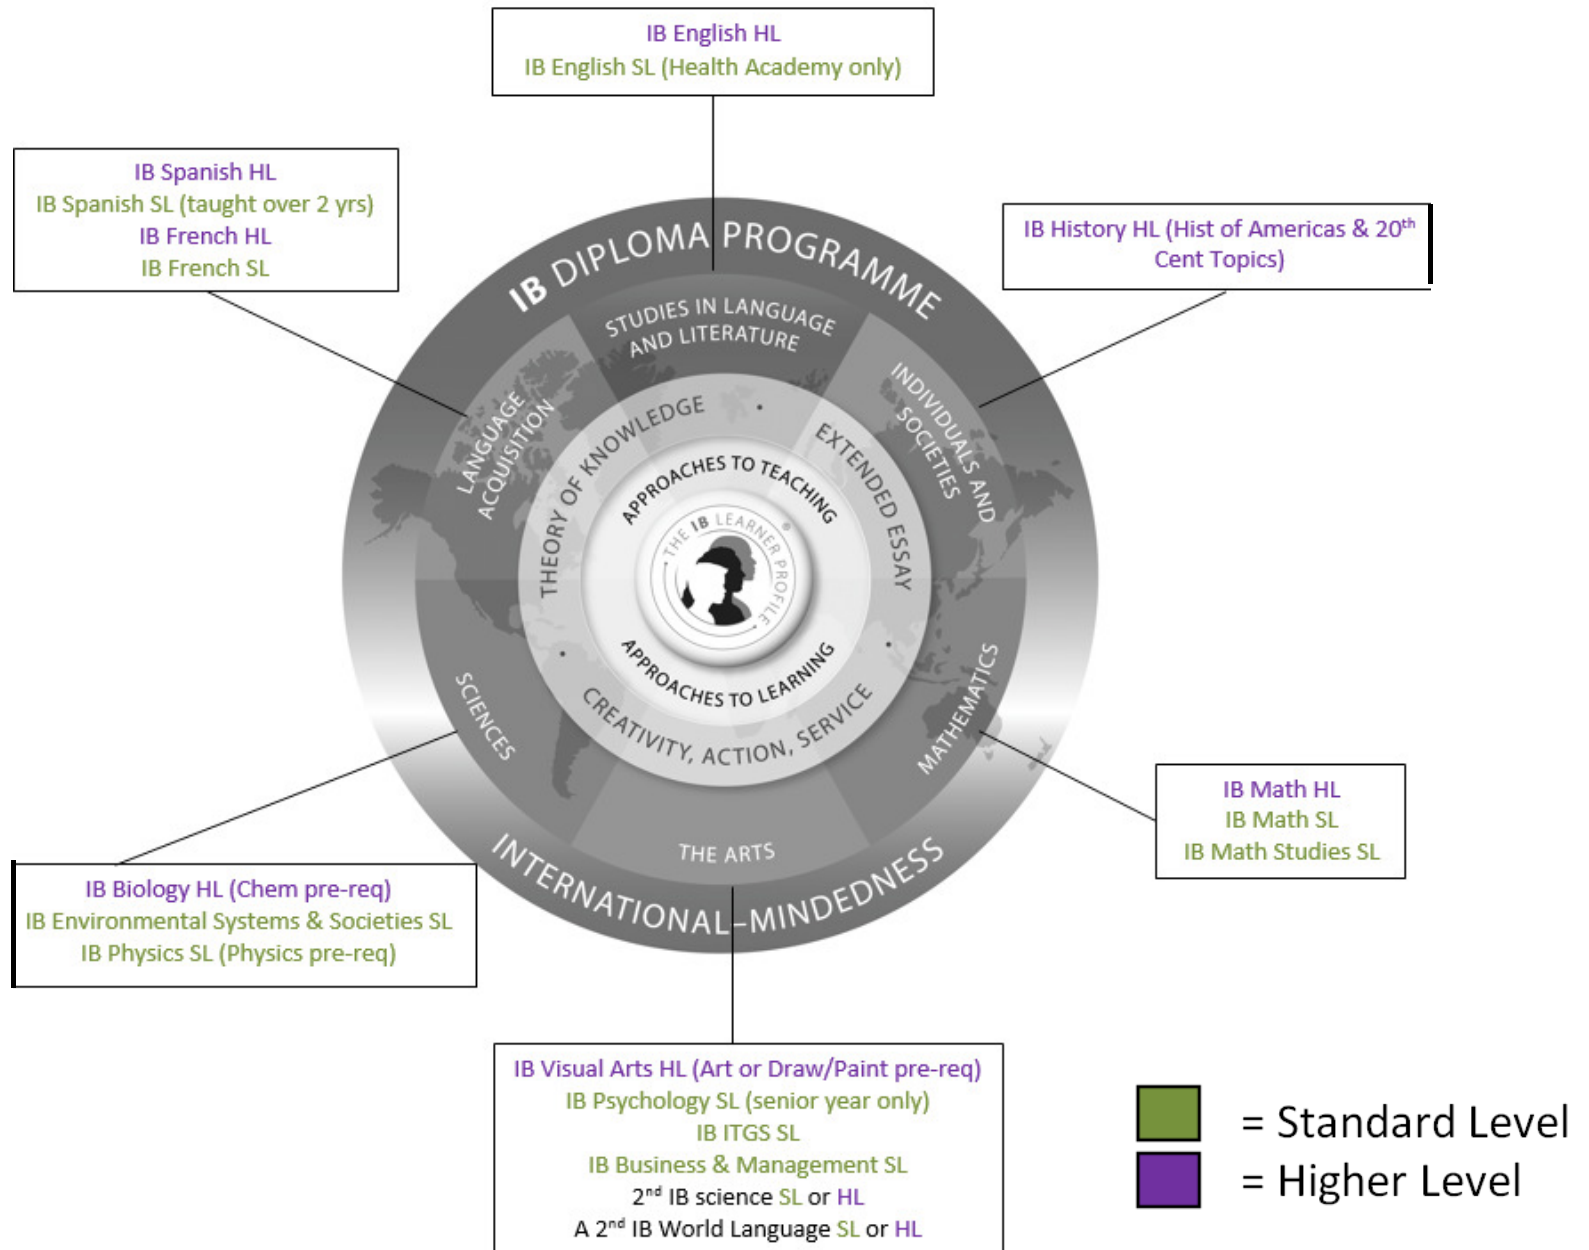 IB English HL
IB English SL (Health Academy only)
IB Spanish HL
IB Spanish SL (taught over 2 yrs)
IB French HL
IB French SL
IB History HL (Hist of Americas & 20th
Cent Topics)
IB DIPLOMA PROGRAMME
STUDIES IN LANGUAGE
AND LITERATURE
LANGUAGE
ACQUISITION
INDIVIDUALS AND
SOCIETIES
THEORY OF KNOWLEDGE
EXTENDED ESSAY
APPROACHES TO TEACHING
THE IB LEARNER PROFILE
®
APPROACHES TO LEARNING
CREATIVITY, ACTION, SERVICE
SCIENCES
MATHEMATICS
THE ARTS
INTERNATIONAL-MINDEDNESS
IB Math HL
IB Math SL
IB Math Studies SL
IB Biology HL (Chem pre-req)
IB Environmental Systems & Societies SL
IB Physics SL (Physics pre-req)
IB Visual Arts HL (Art or Draw/Paint pre-req)
IB Psychology SL (senior year only)
IB ITGS SL
IB Business & Management SL
2nd IB science SL or HL
A 2nd IB World Language SL or HL
= Standard Level
= Higher Level